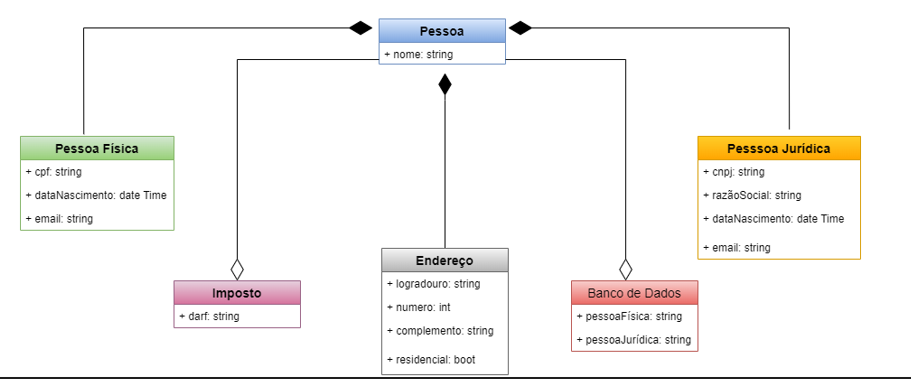 Pessoa
+ nome: string
Pessoa Física
+ cpf: string
+ dataNascimento: date Time
+ email: string
Pesssoa Jurídica
+ cnpj: string
+ razãoSocial: string
+ dataNascimento: date Time
+ email: string
Imposto
+ darf: string
Endereço
+ logradouro: string
+ numero: int
+ complemento: string
+ residencial: boot
Banco de Dados
+ pessoaFísica: string
+ pessoaJurídica: string